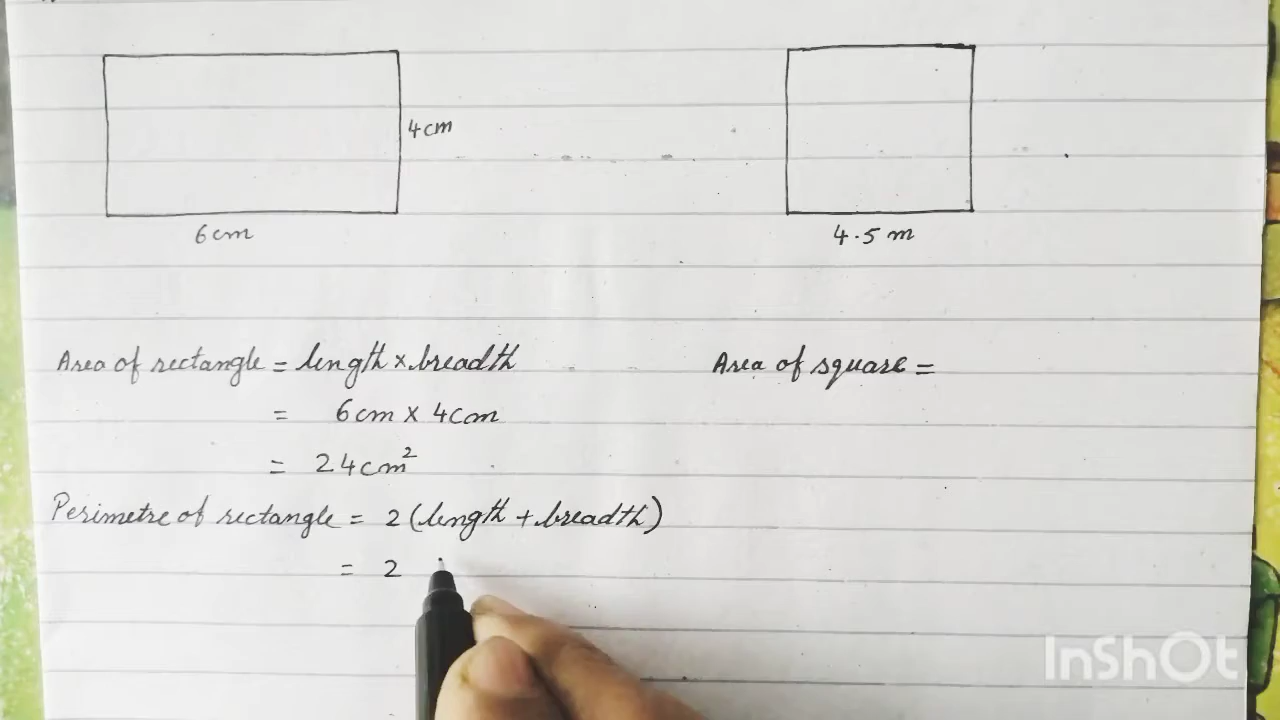 4cm
6cm
4.5 m
Area of rectangle = length × breadth
= 6cm × 4cm
= 24cm²
Perimetre of rectangle = 2 (length + breadth)
= 2
Area of square =
InShOt